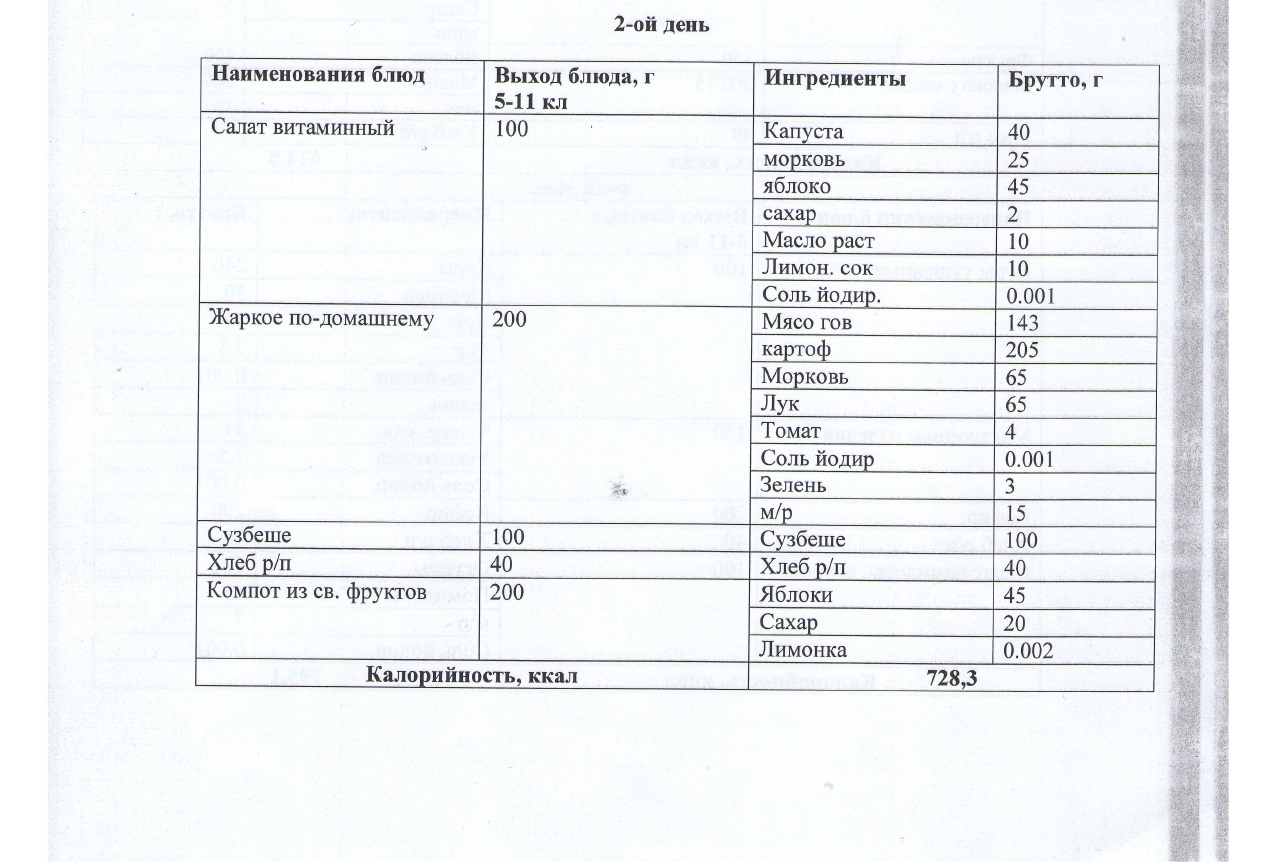 2-ой день
Наименования блюд Выход блюда, г Ингредиенты Брутто, г
5-11 кл
Салат витаминный 100 Капуста 40
морковь 25
яблоко 45
сахар 2
Масло раст 10
Лимон. сок 10
Соль йодир. 0.001
Жаркое по-домашнему 200 Мясо гов 143
картоф 205
Морковь 65
Лук 65
Томат 4
Соль йодир 0.001
Зелень 3
м/р 15
Сузбеше 100 Сузбеше 100
Хлеб р/п 40 Хлеб р/п 40
Компот из св. фруктов 200 Яблоки 45
Сахар 20
Лимонка 0.002
Калорийность, ккал 728,3